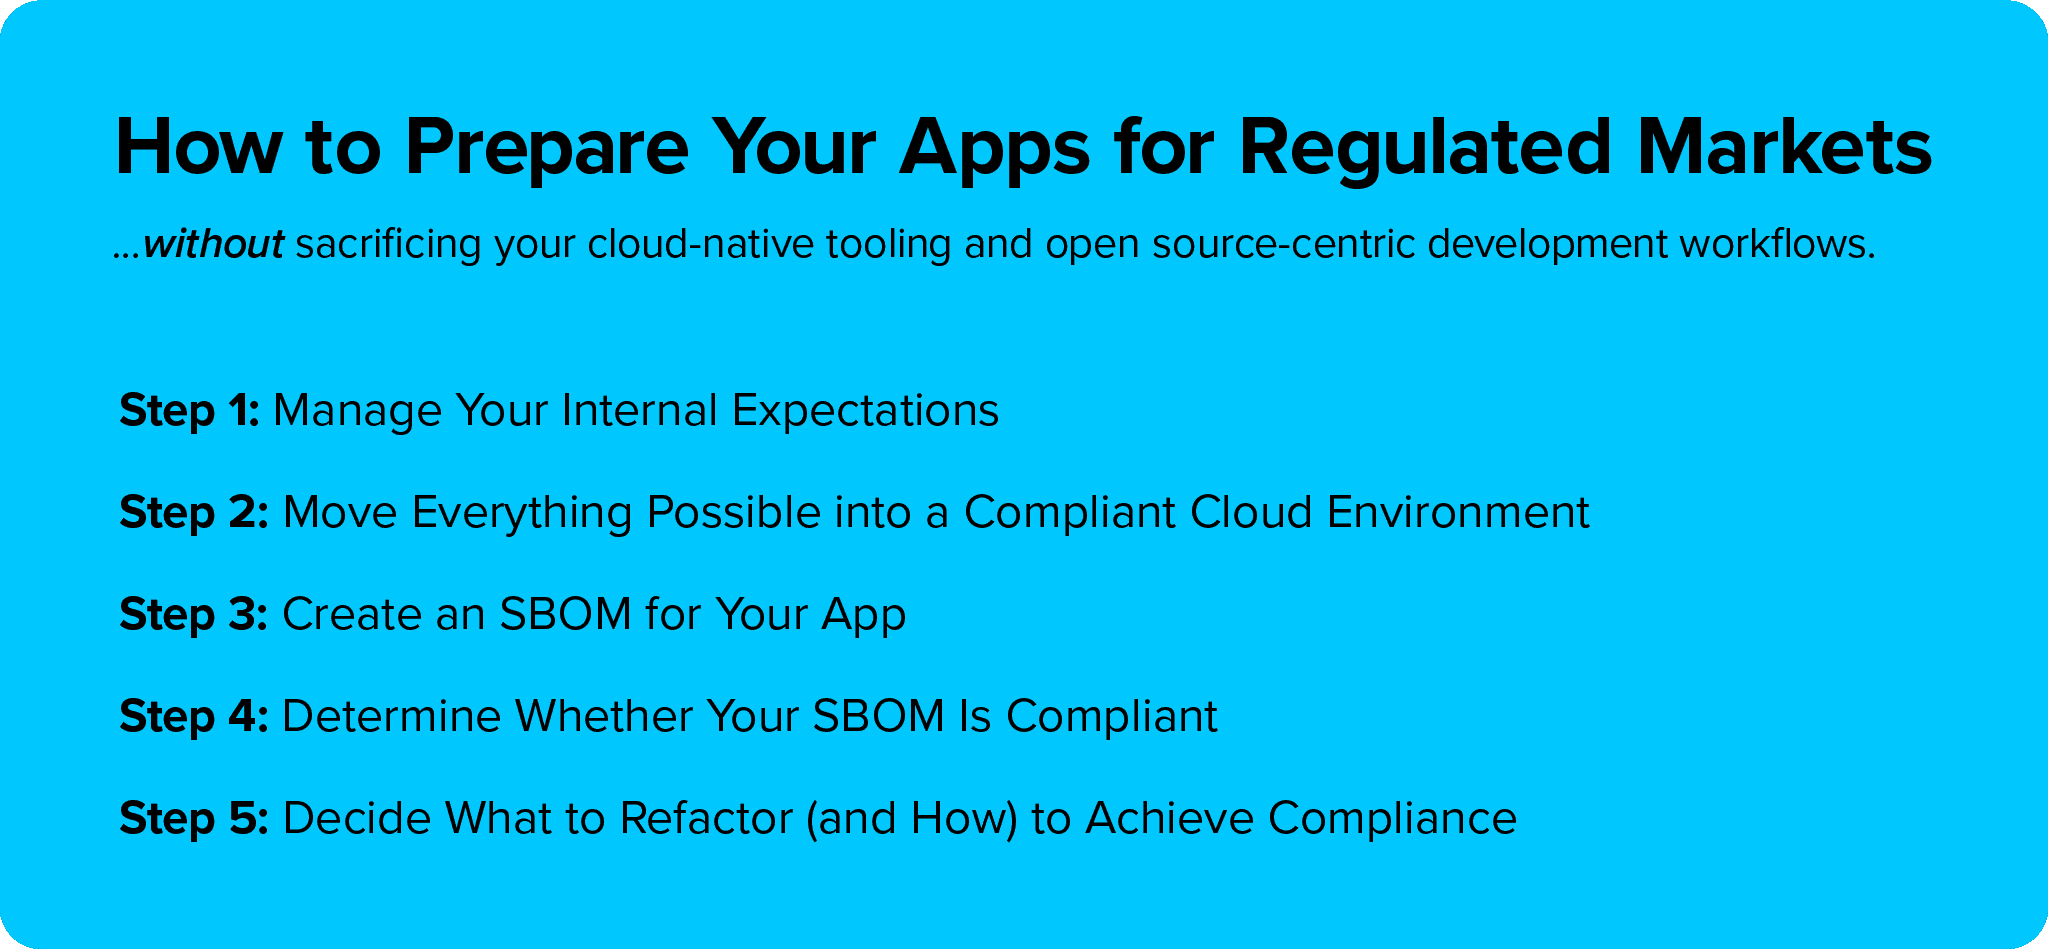 How to Prepare Your Apps for Regulated Markets
...without sacrificing your cloud-native tooling and open source-centric development workflows.
Step 1: Manage Your Internal Expectations
Step 2: Move Everything Possible into a Compliant Cloud Environment
Step 3: Create an SBOM for Your App
Step 4: Determine Whether Your SBOM Is Compliant
Step 5: Decide What to Refactor (and How) to Achieve Compliance